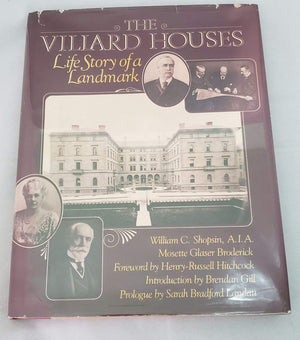 THE
VILLARD HOUSES
Life Story of a
Landmark
William C. Shopsin, A.I.A.
Mosette Glaser Broderick
Foreword by Henry-Russell Hitchcock
Introduction by Brendan Gill
Prologue by Sarah Bradford Landau